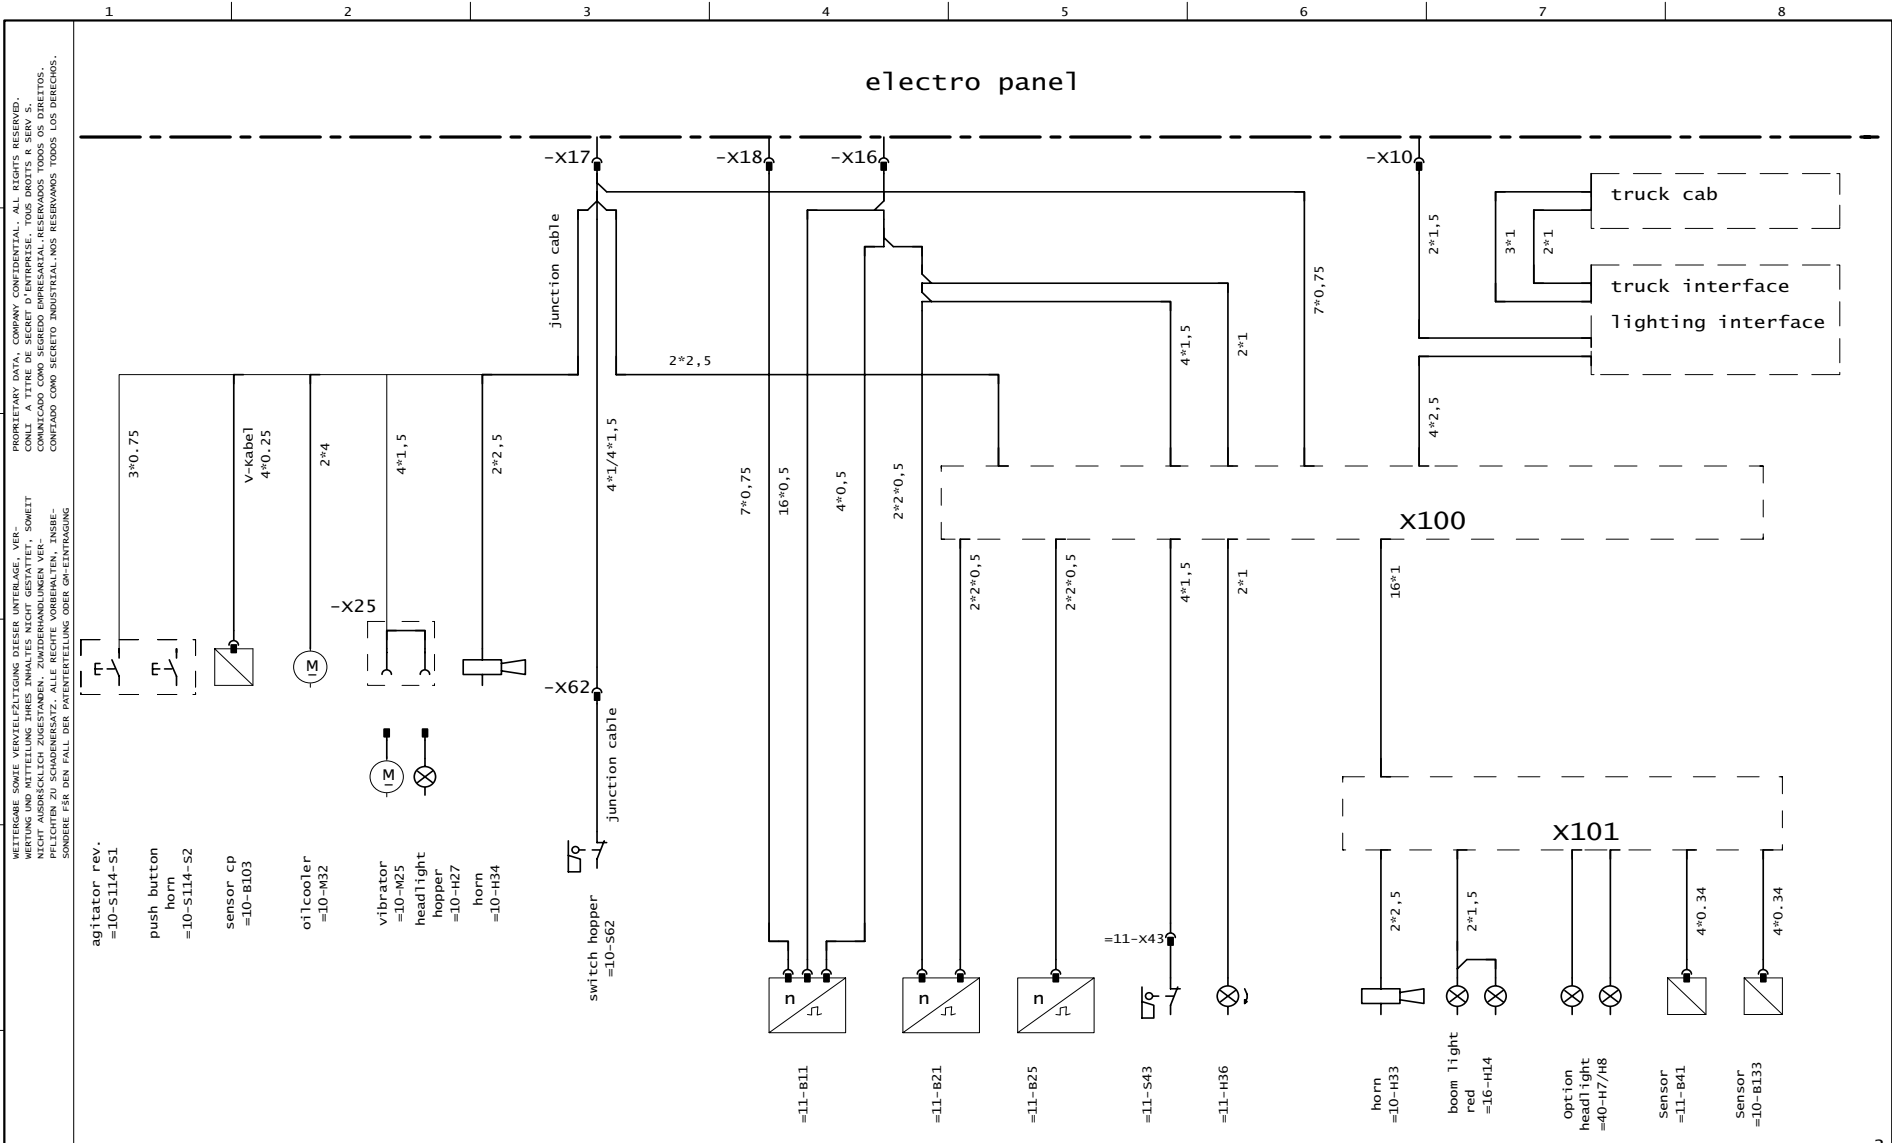 1 2 3 4 5 6 7 8
electro panel
-X17
-X18
-X16
-X10
truck cab
truck interface
lighting interface
junction cable
2*1,5
3*1
2*1
7*0,75
4*1,5
2*1
2*2,5
4*2,5
3*0.75
V-Kabel
4*0.25
2*4
4*1,5
2*2,5
4*1/4*1,5
7*0,75
16*0,5
4*0,5
2*2*0,5
X100
2*2*0,5
2*2*0,5
4*1,5
2*1
16*1
-X25
M
-X62
junction cable
M
X101
agitator rev.
=10-S114-S1
push button
horn
=10-S114-S2
sensor cp
=10-B103
oilcooler
=10-M32
vibrator
=10-M25
headlight
hopper
=10-H27
horn
=10-H34
switch hopper
=10-S62
=11-X43
2*2,5
2*1,5
4*0.34
4*0.34
n
n
n
=11-B11
=11-B21
=11-B25
=11-S43
=11-H36
horn
=10-H33
boom light
red
=16-H14
Option
headlight
=40-H7/H8
Sensor
=11-B41
Sensor
=10-B133
PROPRIETARY DATA, COMPANY CONFIDENTIAL. ALL RIGHTS RESERVED.
CONLI A TITRE DE SECRET D'ENTRPRISE. TOUS DROITS R SERV S.
COMUNICADO COMO SEGREDO EMPRESARIAL.RESERVADOS TODOS OS DIREITOS.
CONFIADO COMO SECRETO INDUSTRIAL.NOS RESERVAMOS TODOS LOS DERECHOS.
WEITERGABE SOWIE VERVIELFŽLTIGUNG DIESER UNTERLAGE, VER-
WERTUNG UND MITTEILUNG IHRES INHALTES NICHT GESTATTET, SOWEIT
NICHT AUSDRŠCKLICH ZUGESTANDEN. ZUWIDERHANDLUNGEN VER-
PFLICHTEN ZU SCHADENERSATZ. ALLE RECHTE VORBEHALTEN, INSBE-
SONDERE FŠR DEN FALL DER PATENTERTEILUNG ODER GM-EINTRAGUNG